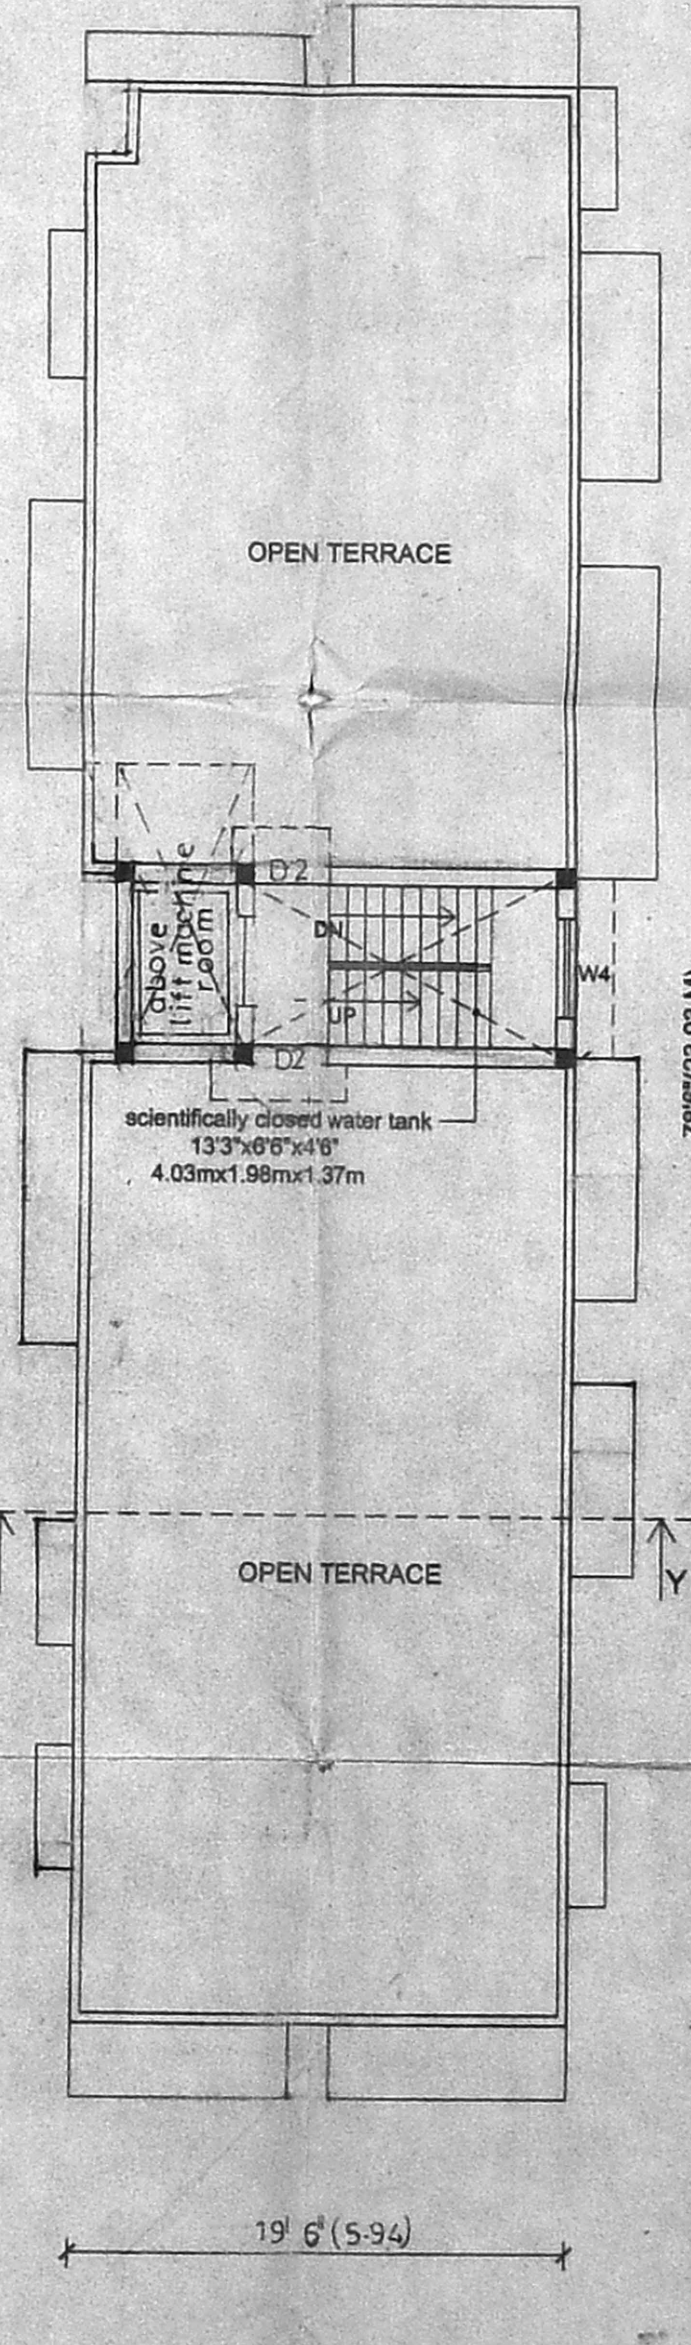 OPEN TERRACE
D2
above
lift machine
room
DN
UP
W4
D2
scientifically closed water tank
13'3"x6'6"x4'6"
4.03mx1.98mx1.37m
OPEN TERRACE
Y
19' 6" (5-94)